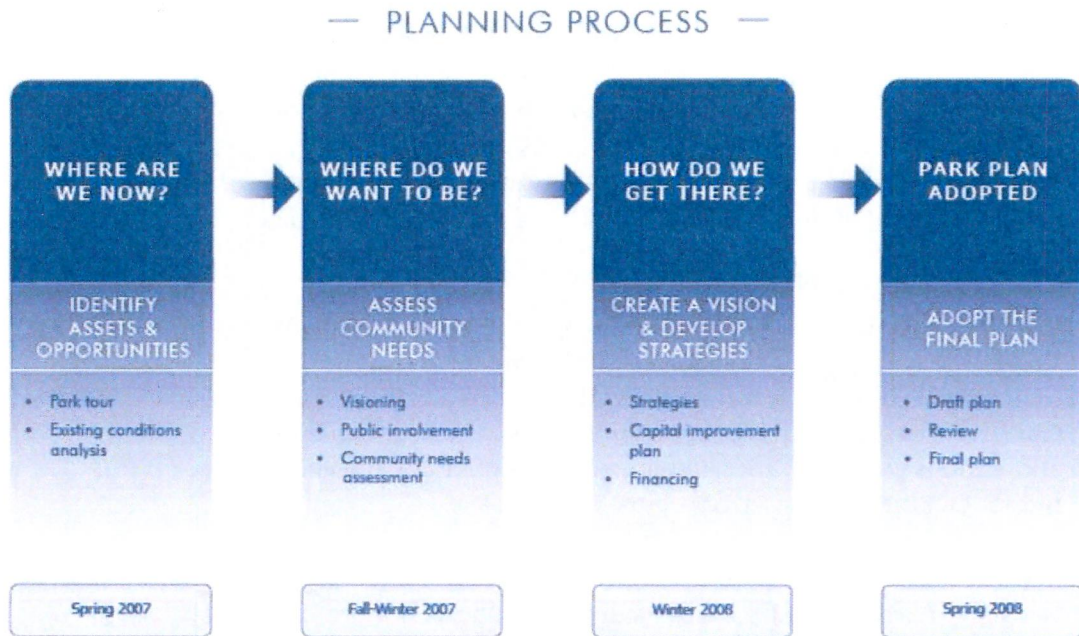 — PLANNING PROCESS —
WHERE ARE
WE NOW?
IDENTIFY
ASSETS &
OPPORTUNITIES
• Park tour
• Existing conditions
analysis
Spring 2007
WHERE DO WE
WANT TO BE?
ASSESS
COMMUNITY
NEEDS
• Visioning
• Public involvement
• Community needs
assessment
Fall-Winter 2007
HOW DO WE
GET THERE?
CREATE A VISION
& DEVELOP
STRATEGIES
• Strategies
• Capital improvement
plan
• Financing
Winter 2008
PARK PLAN
ADOPTED
ADOPT THE
FINAL PLAN
• Draft plan
• Review
• Final plan
Spring 2008